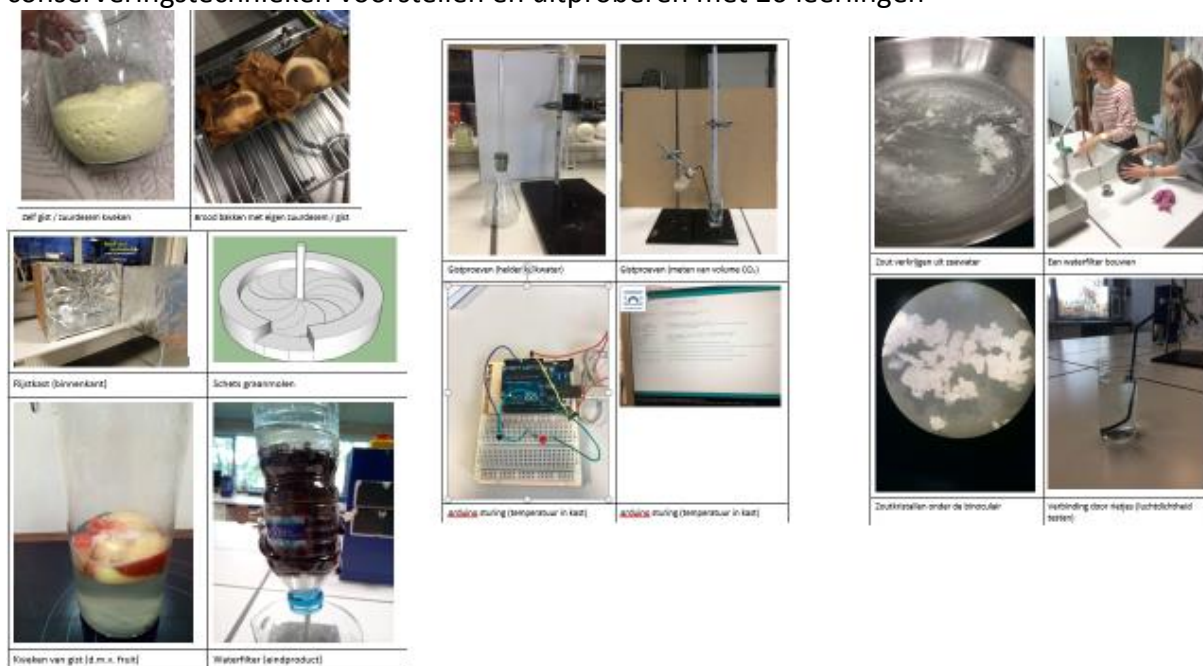 conserveringstechnieken voorstellen en uitproberen met 20 leerlingen
Zelf gist / zuurdesem kweken
Brood bakken met eigen zuurdesem / gist
Rijstkast (binnenkant)
Schets graanmolen
Kweken van gist (d.m.v. fruit)
Waterfilter (eindproduct)
Gistproeven (helder kalkwater)
Gistproeven (meten van volume CO₂)
Arduino sturing (temperatuur in kast)
Arduino sturing (temperatuur in kast)
Zout verkrijgen uit zeewater
Een waterfilter bouwen
Zoutkristallen onder de binoculair
Verbinding door rietjes (luchtdichtheid
testen)